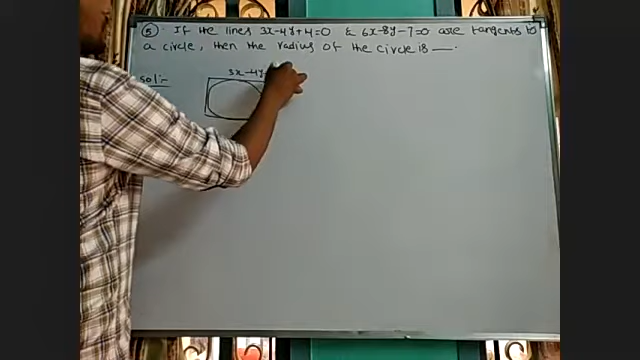 ⑤ If the lines 3x-4y+4=0 & 6x-8y-7=0 are tangents to
a circle, then the radius of the circle is ___.
Sol:-
3x-4y